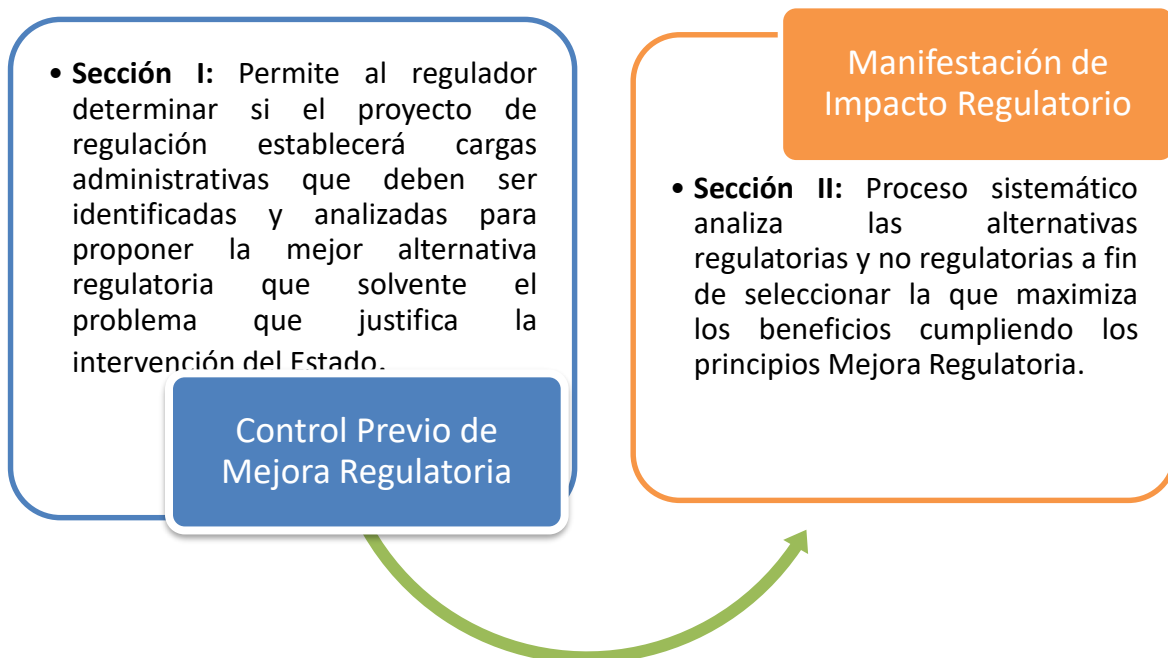 • Sección I: Permite al regulador
determinar si el proyecto de
regulación establecerá cargas
administrativas que deben ser
identificadas y analizadas para
proponer la mejor alternativa
regulatoria que solvente el
problema que justifica la
intervención del Estado.
Control Previo de
Mejora Regulatoria
Manifestación de
Impacto Regulatorio
• Sección II: Proceso sistemático
analiza las alternativas
regulatorias y no regulatorias a fin
de seleccionar la que maximiza
los beneficios cumpliendo los
principios Mejora Regulatoria.